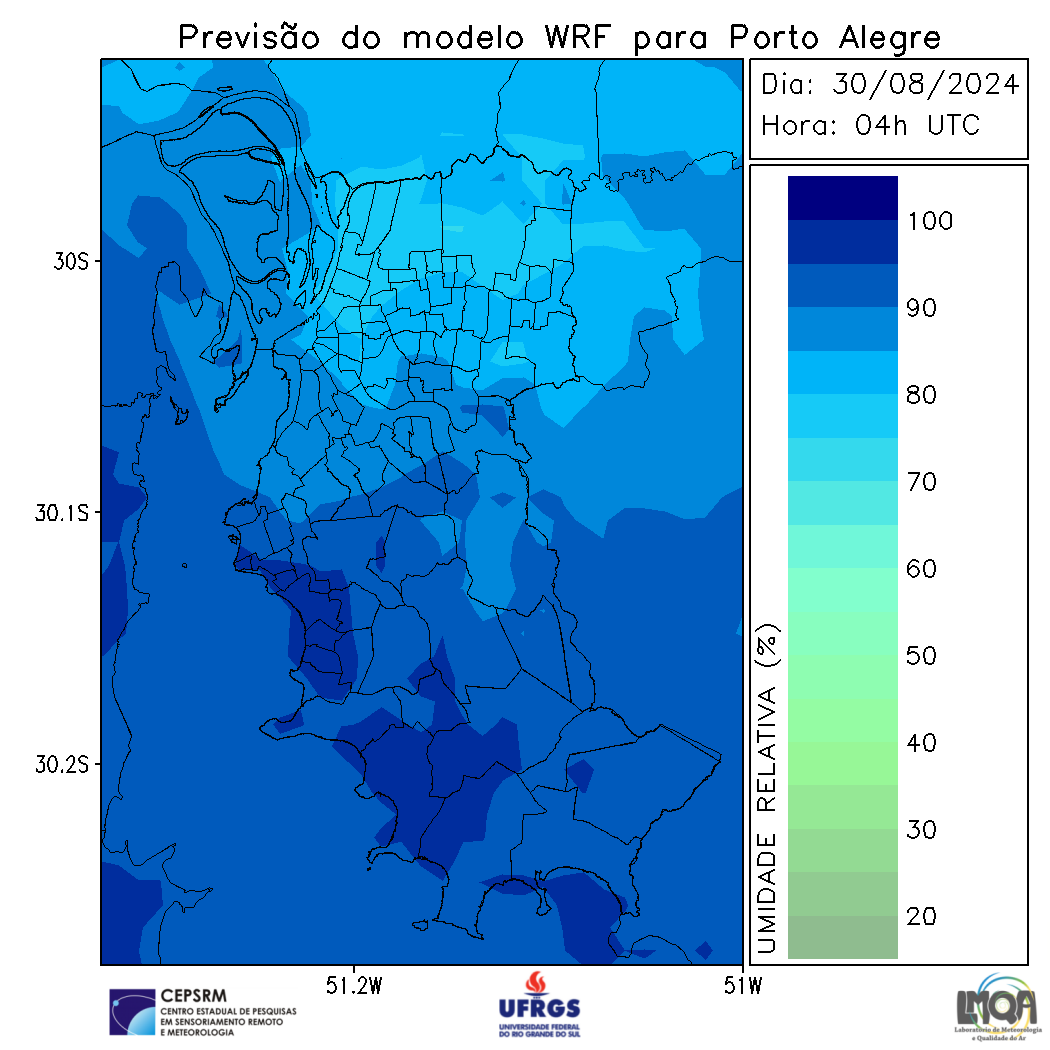 Previsão do modelo WRF para Porto Alegre
Dia: 30/08/2024
Hora: 04h UTC
100
90
80
70
60
50
40
30
20
UMIDADE RELATIVA (%)
30S
30.1S
30.2S
51.2W
51W
CEPSRM
CENTRO ESTADUAL DE PESQUISAS
EM SENSORIAMENTO REMOTO
E METEOROLOGIA
UFRGS
UNIVERSIDADE FEDERAL
DO RIO GRANDE DO SUL
LMQA
Laboratório de Meteorologia
e Qualidade do Ar